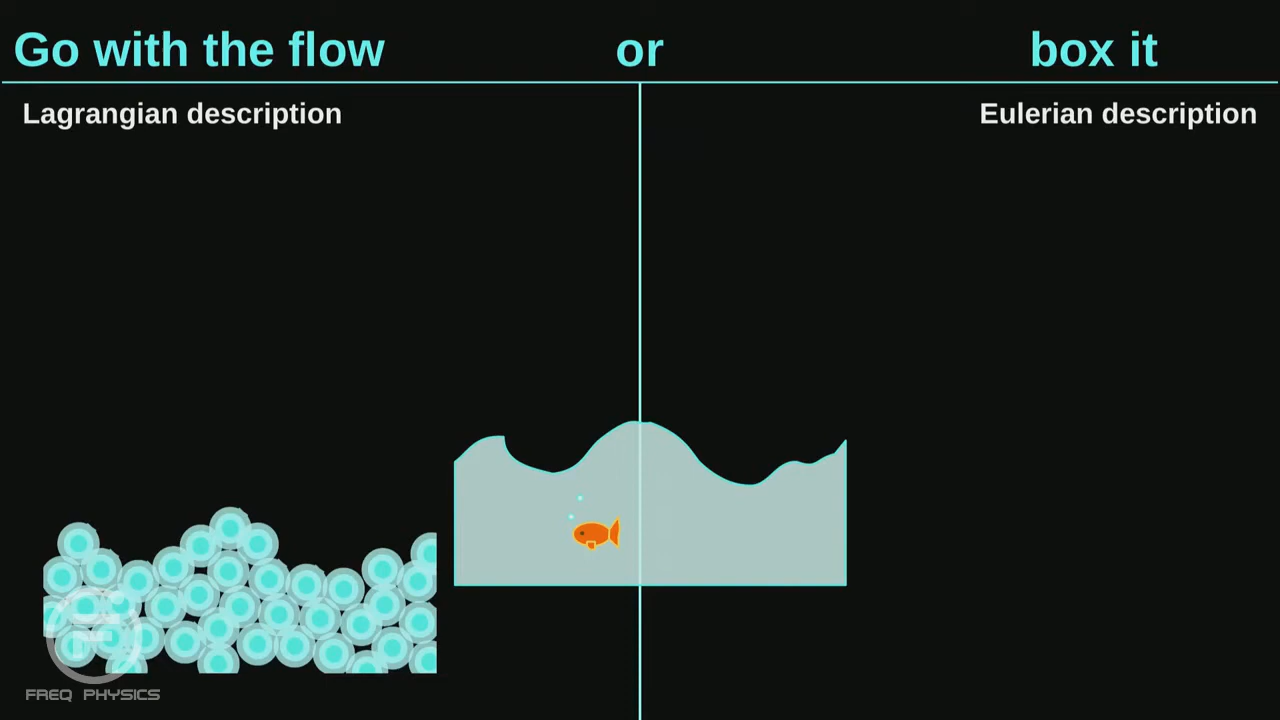 Go with the flow or box it
Lagrangian description Eulerian description
FREQ PHYSICS